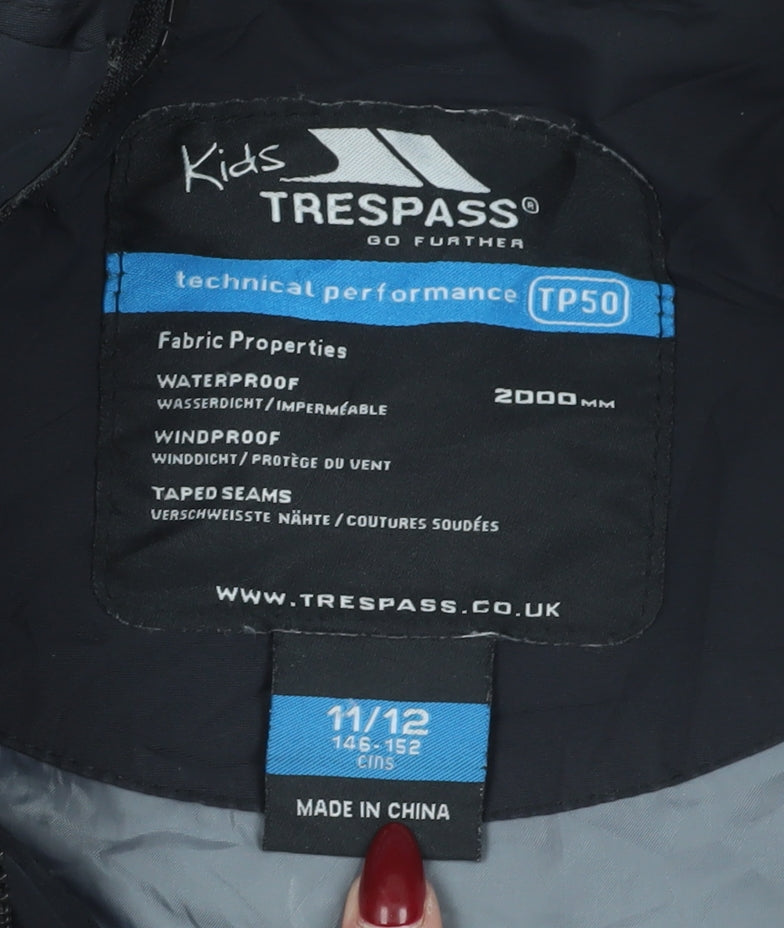 Kids
TRESPASS®
GO FURTHER
technical performance TP50
Fabric Properties
WATERPROOF 2000MM
WASSERDICHT/IMPERMÉABLE
WINDPROOF
WINDDICHT/PROTÈGE DU VENT
TAPED SEAMS
VERSCHWEISSTE NÄHTE/COUTURES SOUDÉES
WWW.TRESPASS.CO.UK
11/12
146-152
cms
MADE IN CHINA